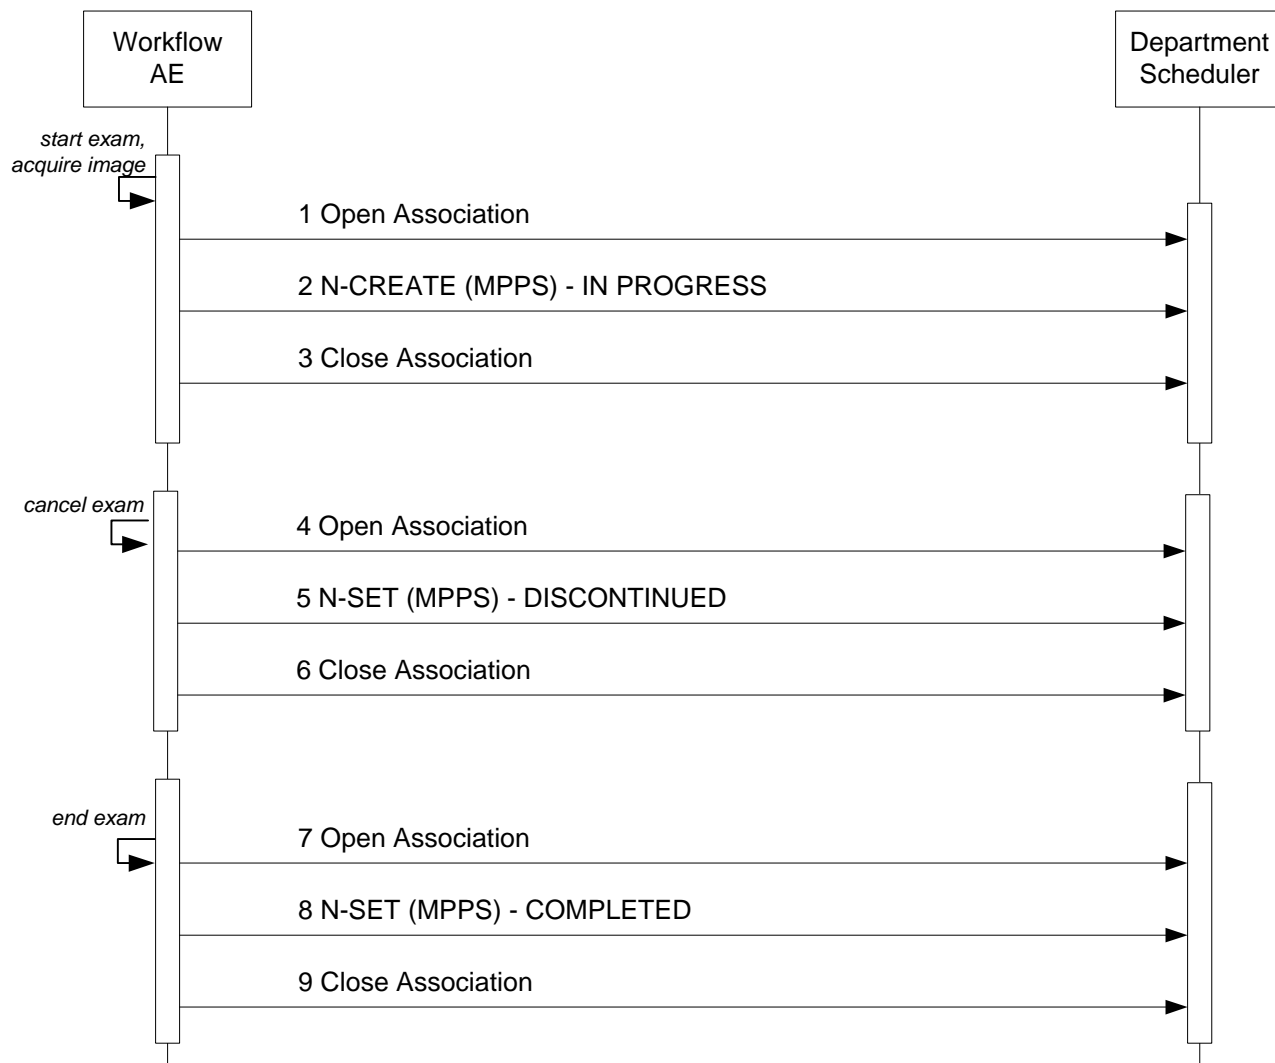 Workflow
AE
Department
Scheduler
start exam,
acquire image
1 Open Association
2 N-CREATE (MPPS) - IN PROGRESS
3 Close Association
cancel exam
4 Open Association
5 N-SET (MPPS) - DISCONTINUED
6 Close Association
end exam
7 Open Association
8 N-SET (MPPS) - COMPLETED
9 Close Association